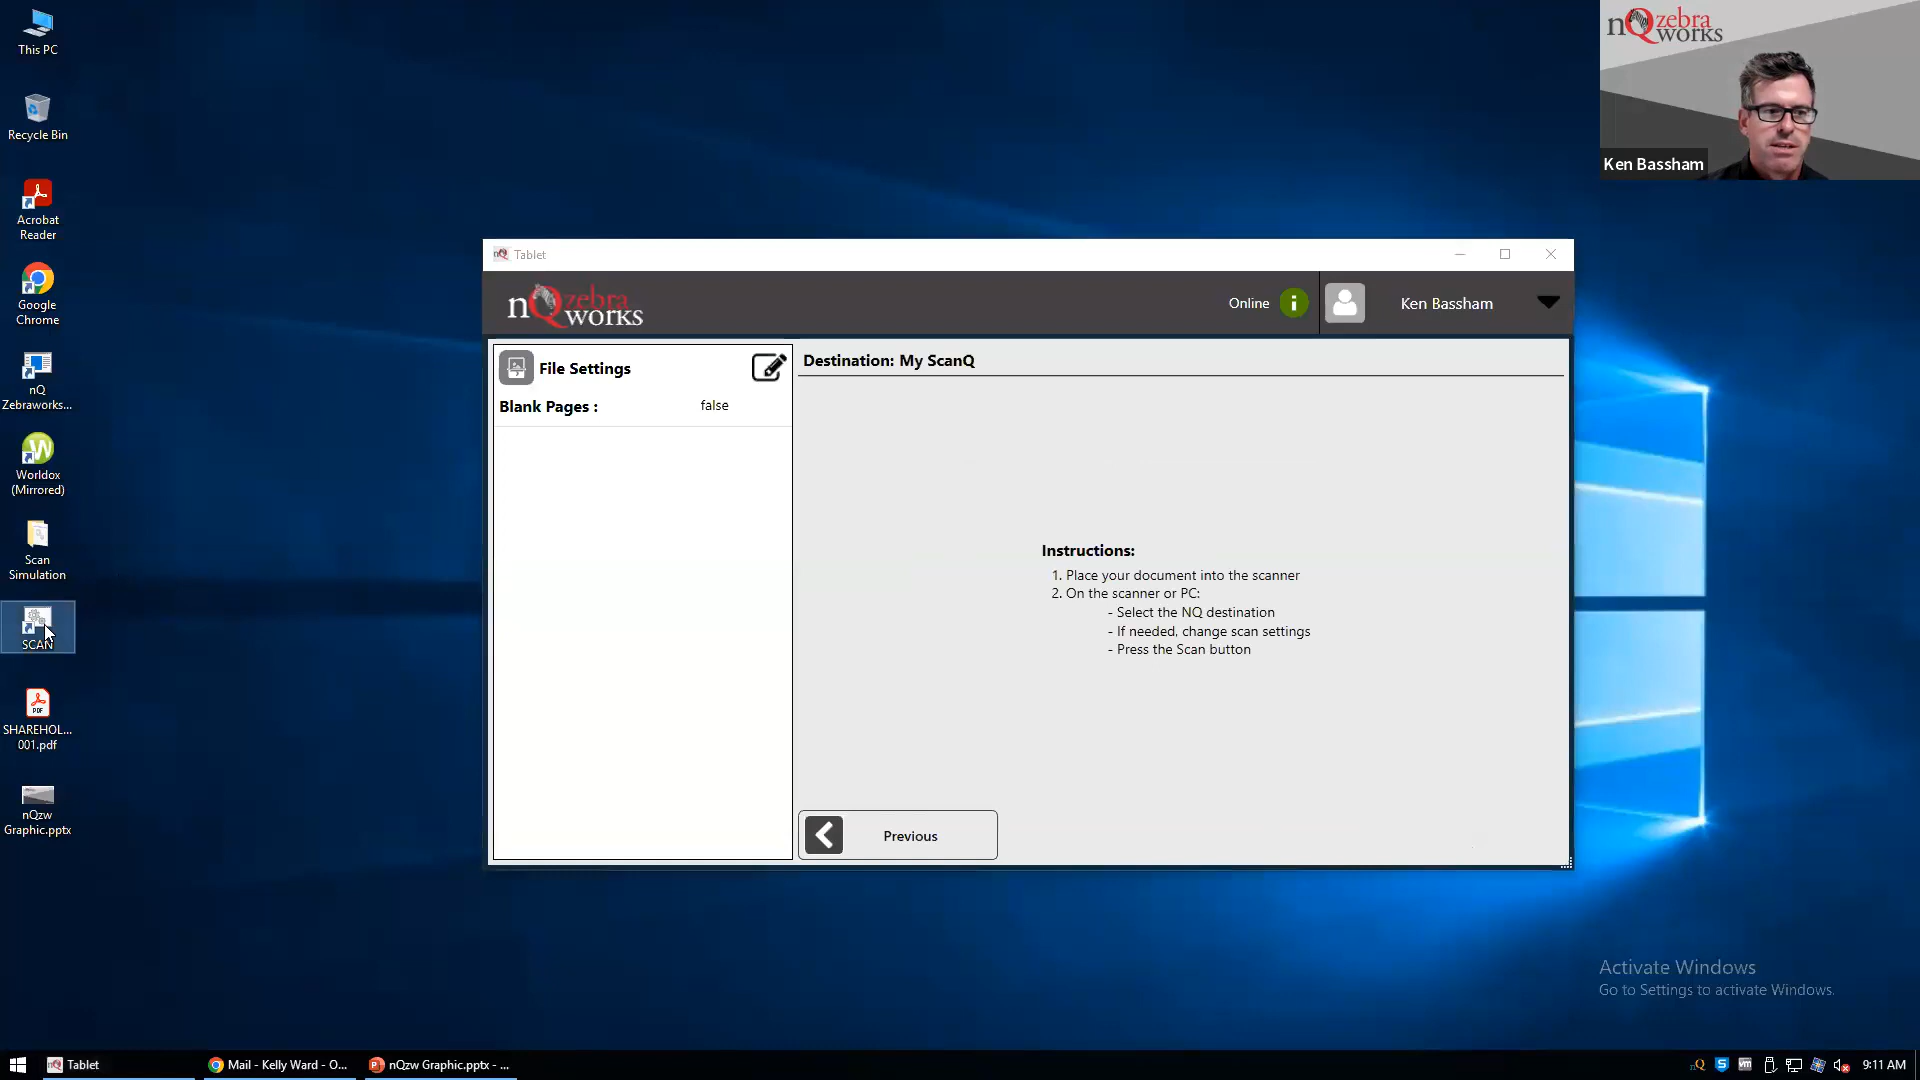 This PC
Recycle Bin
Acrobat
Reader
Google
Chrome
nQ
Zebraworks...
Worldox
(Mirrored)
Scan
Simulation
SCAN
SHAREHOL...
001.pdf
nQzw
Graphic.pptx
nQ zebra
works
Ken Bassham
nQ Tablet
nQ zebra
works
Online
Ken Bassham
File Settings
Blank Pages : false
Destination: My ScanQ
Instructions:
1. Place your document into the scanner
2. On the scanner or PC:
- Select the NQ destination
- If needed, change scan settings
- Press the Scan button
Previous
Activate Windows
Go to Settings to activate Windows.
nQ Tablet
Mail - Kelly Ward - O...
nQzw Graphic.pptx - ...
9:11 AM